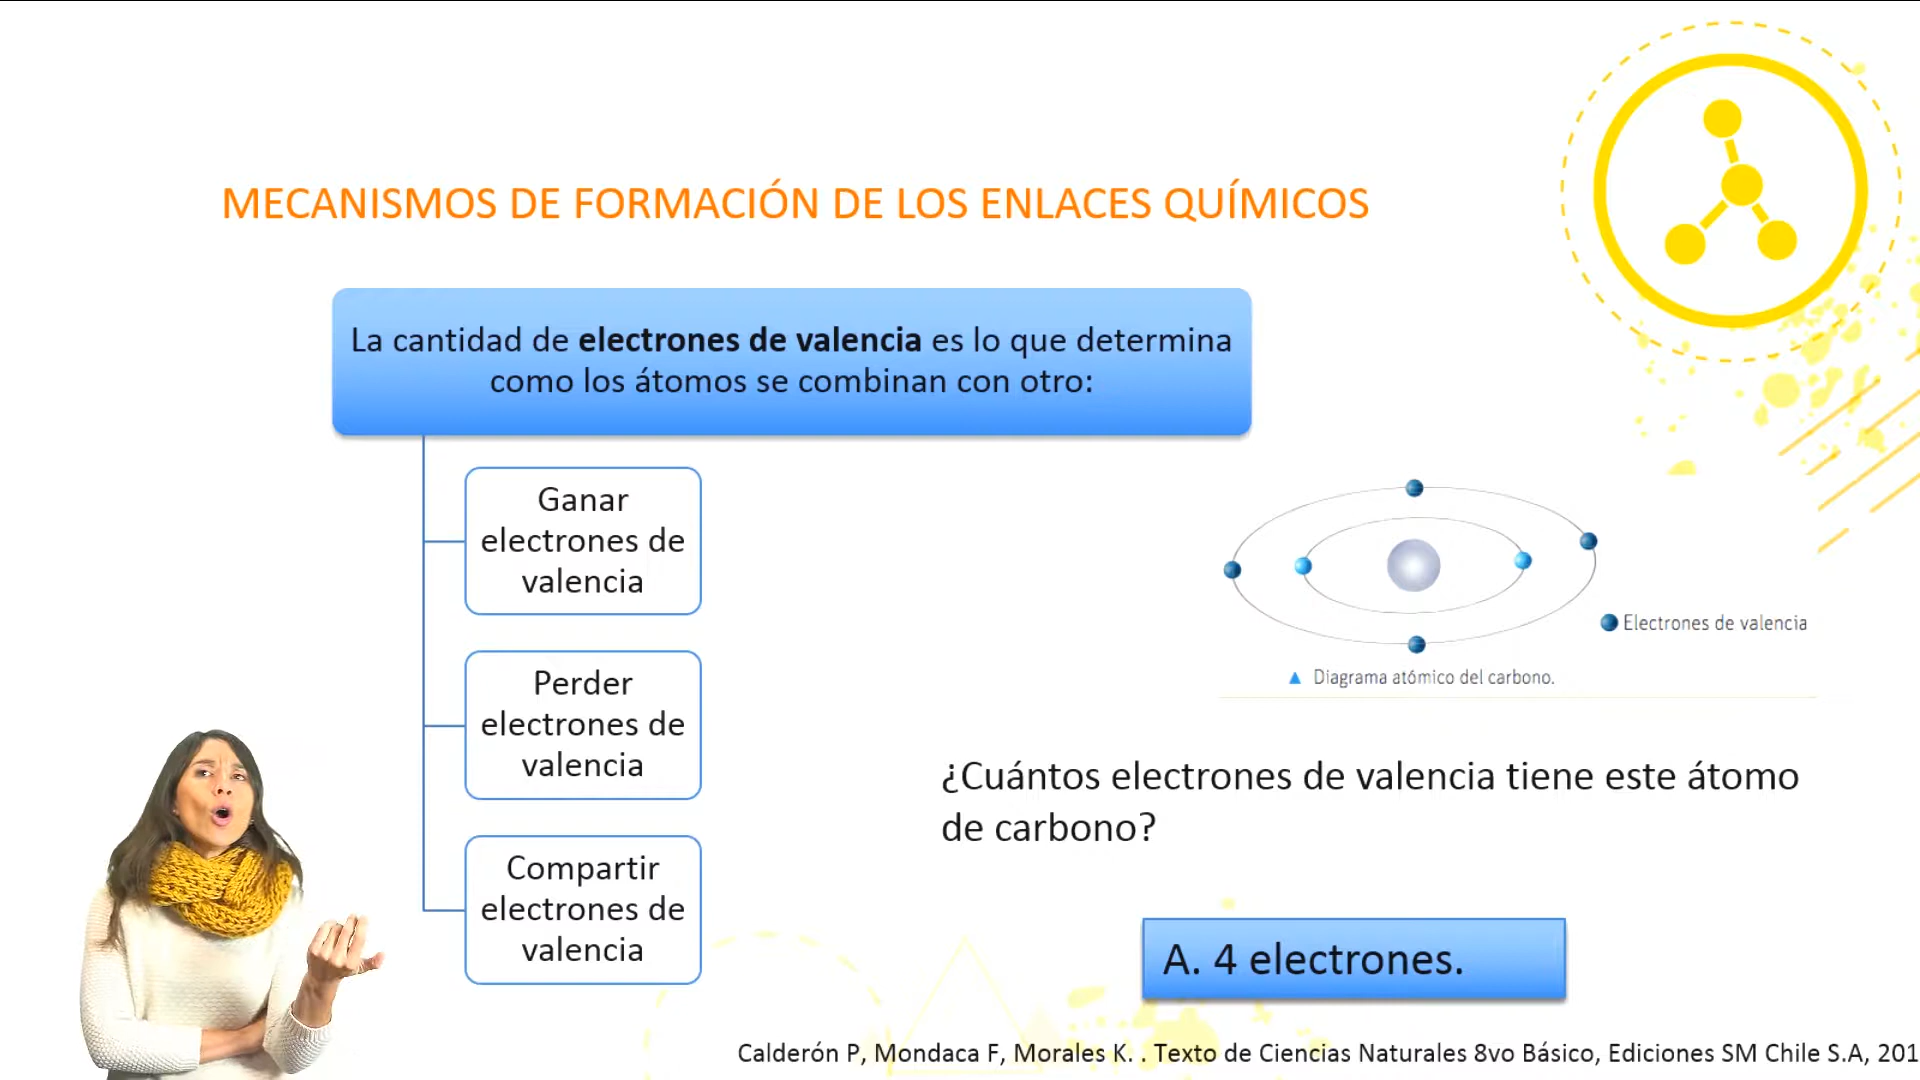 MECANISMOS DE FORMACIÓN DE LOS ENLACES QUÍMICOS
La cantidad de electrones de valencia es lo que determina
como los átomos se combinan con otro:
Ganar
electrones de
valencia
Perder
electrones de
valencia
Compartir
electrones de
valencia
Electrones de valencia
Diagrama atómico del carbono.
¿Cuántos electrones de valencia tiene este átomo
de carbono?
A. 4 electrones.
Calderón P, Mondaca F, Morales K. . Texto de Ciencias Naturales 8vo Básico, Ediciones SM Chile S.A, 201